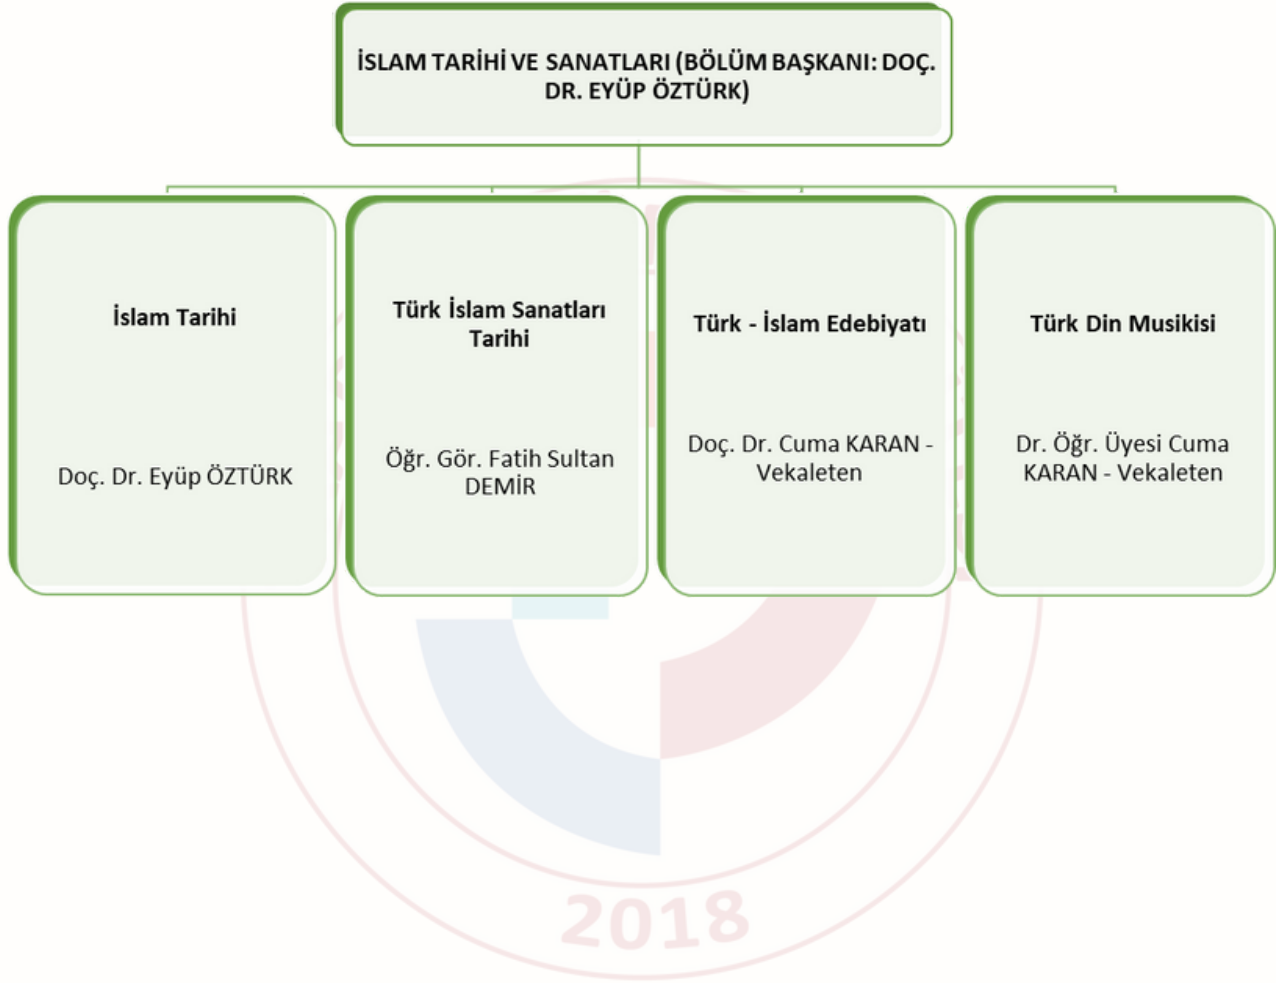 İSLAM TARİHİ VE SANATLARI (BÖLÜM BAŞKANI: DOÇ.
DR. EYÜP ÖZTÜRK)
İslam Tarihi
Doç. Dr. Eyüp ÖZTÜRK
Türk İslam Sanatları
Tarihi
Öğr. Gör. Fatih Sultan
DEMİR
Türk - İslam Edebiyatı
Doç. Dr. Cuma KARAN -
Vekaleten
Türk Din Musikisi
Dr. Öğr. Üyesi Cuma
KARAN - Vekaleten
2018